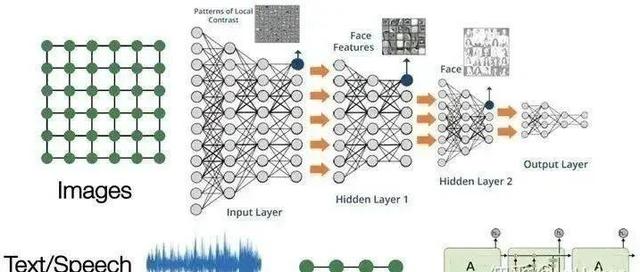 Patterns of Local
Contrast
Face
Features
Face
Images
Input Layer
Hidden Layer 1
Hidden Layer 2
Output Layer
Text/Speech
A
A